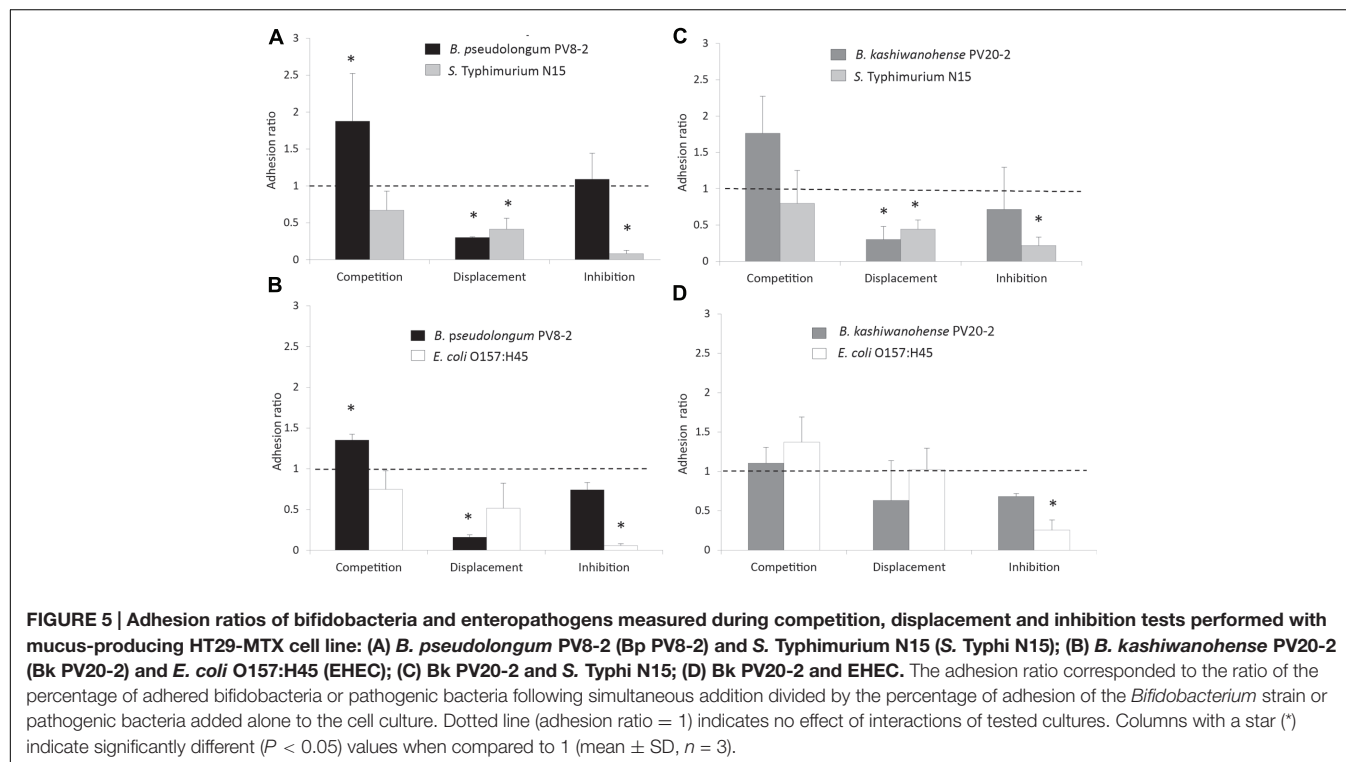 A
B. pseudolongum PV8-2
S. Typhimurium N15
Adhesion ratio
3
2.5
2
1.5
1
0.5
0
*
* *
*
Competition Displacement Inhibition
B
B. pseudolongum PV8-2
E. coli O157:H45
Adhesion ratio
3
2.5
2
1.5
1
0.5
0
*
*
*
Competition Displacement Inhibition
C
B. kashiwanohense PV20-2
S. Typhimurium N15
Adhesion ratio
3
2.5
2
1.5
1
0.5
0
* *
*
Competition Displacement Inhibition
D
B. kashiwanohense PV20-2
E. coli O157:H45
Adhesion ratio
3
2.5
2
1.5
1
0.5
0
*
Competition Displacement Inhibition
FIGURE 5 | Adhesion ratios of bifidobacteria and enteropathogens measured during competition, displacement and inhibition tests performed with
mucus-producing HT29-MTX cell line: (A) B. pseudolongum PV8-2 (Bp PV8-2) and S. Typhimurium N15 (S. Typhi N15); (B) B. kashiwanohense PV20-2
(Bk PV20-2) and E. coli O157:H45 (EHEC); (C) Bk PV20-2 and S. Typhi N15; (D) Bk PV20-2 and EHEC. The adhesion ratio corresponded to the ratio of the
percentage of adhered bifidobacteria or pathogenic bacteria following simultaneous addition divided by the percentage of adhesion of the Bifidobacterium strain or
pathogenic bacteria added alone to the cell culture. Dotted line (adhesion ratio = 1) indicates no effect of interactions of tested cultures. Columns with a star (*)
indicate significantly different (P < 0.05) values when compared to 1 (mean ± SD, n = 3).